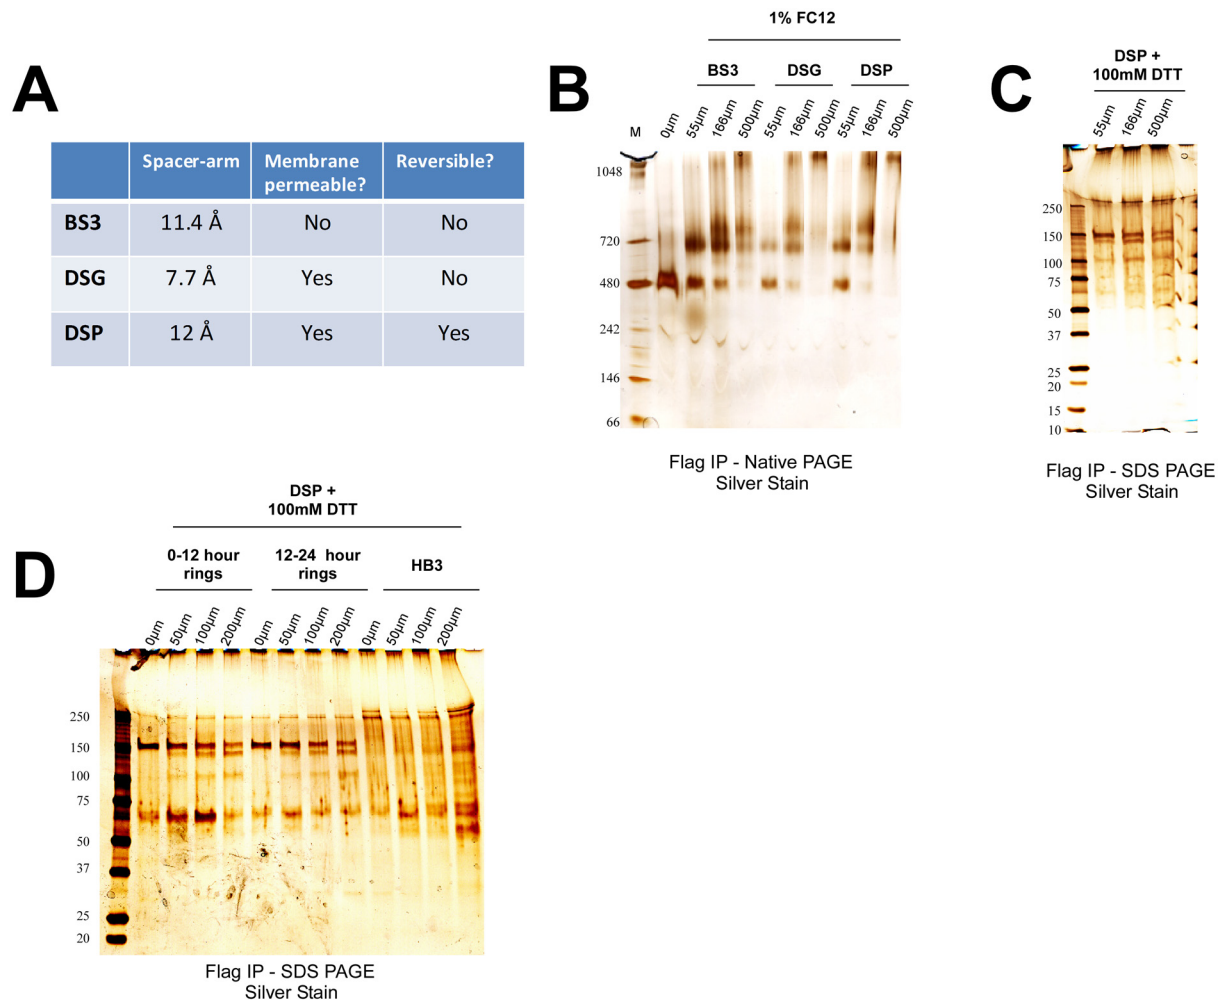 A
Spacer-arm Membrane permeable? Reversible?
BS3 11.4 Å No No
DSG 7.7 Å Yes No
DSP 12 Å Yes Yes
B
1% FC12
BS3 DSG DSP
M 0µm 55µm 166µm 500µm 55µm 166µm 500µm 55µm 166µm 500µm
1048
720
480
242
146
66
Flag IP - Native PAGE
Silver Stain
C
DSP +
100mM DTT
55µm 166µm 500µm
250
150
100
75
50
37
25
20
15
10
Flag IP - SDS PAGE
Silver Stain
D
DSP +
100mM DTT
0-12 hour
rings
12-24 hour
rings
HB3
0µm 50µm 100µm 200µm 0µm 50µm 100µm 200µm 0µm 50µm 100µm 200µm
250
150
100
75
50
37
25
20
Flag IP - SDS PAGE
Silver Stain